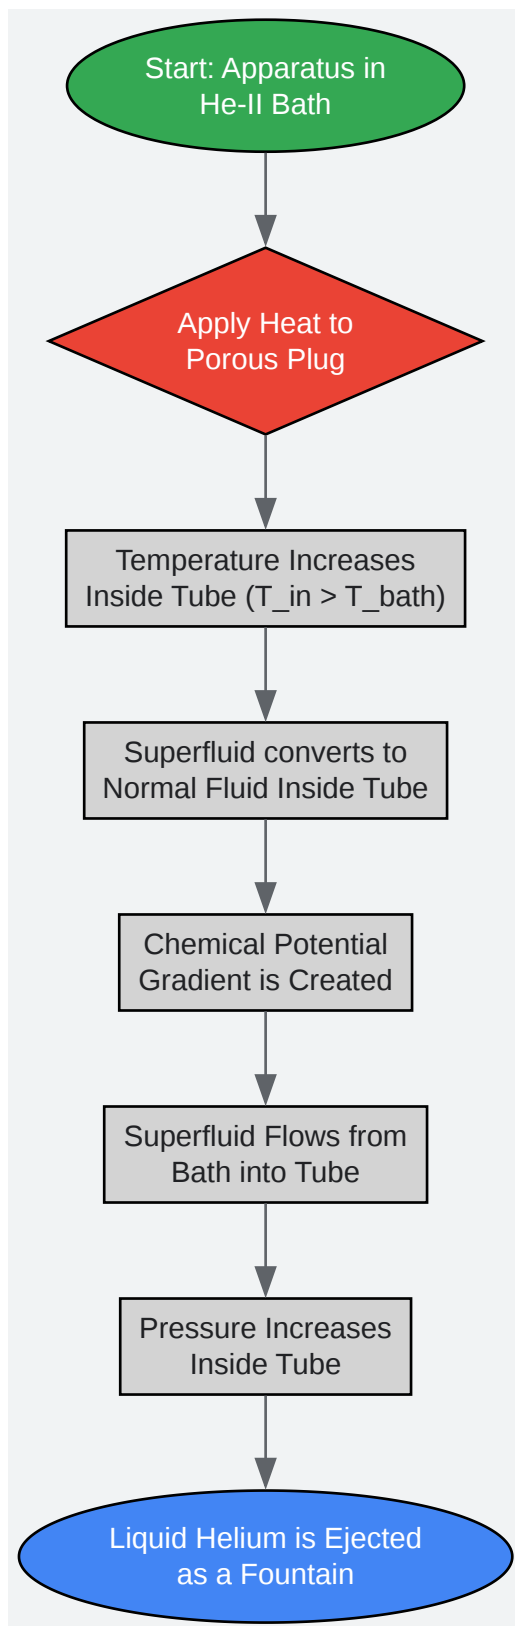 Start: Apparatus in
He-II Bath
Apply Heat to
Porous Plug
Temperature Increases
Inside Tube (T_in > T_bath)
Superfluid converts to
Normal Fluid Inside Tube
Chemical Potential
Gradient is Created
Superfluid Flows from
Bath into Tube
Pressure Increases
Inside Tube
Liquid Helium is Ejected
as a Fountain